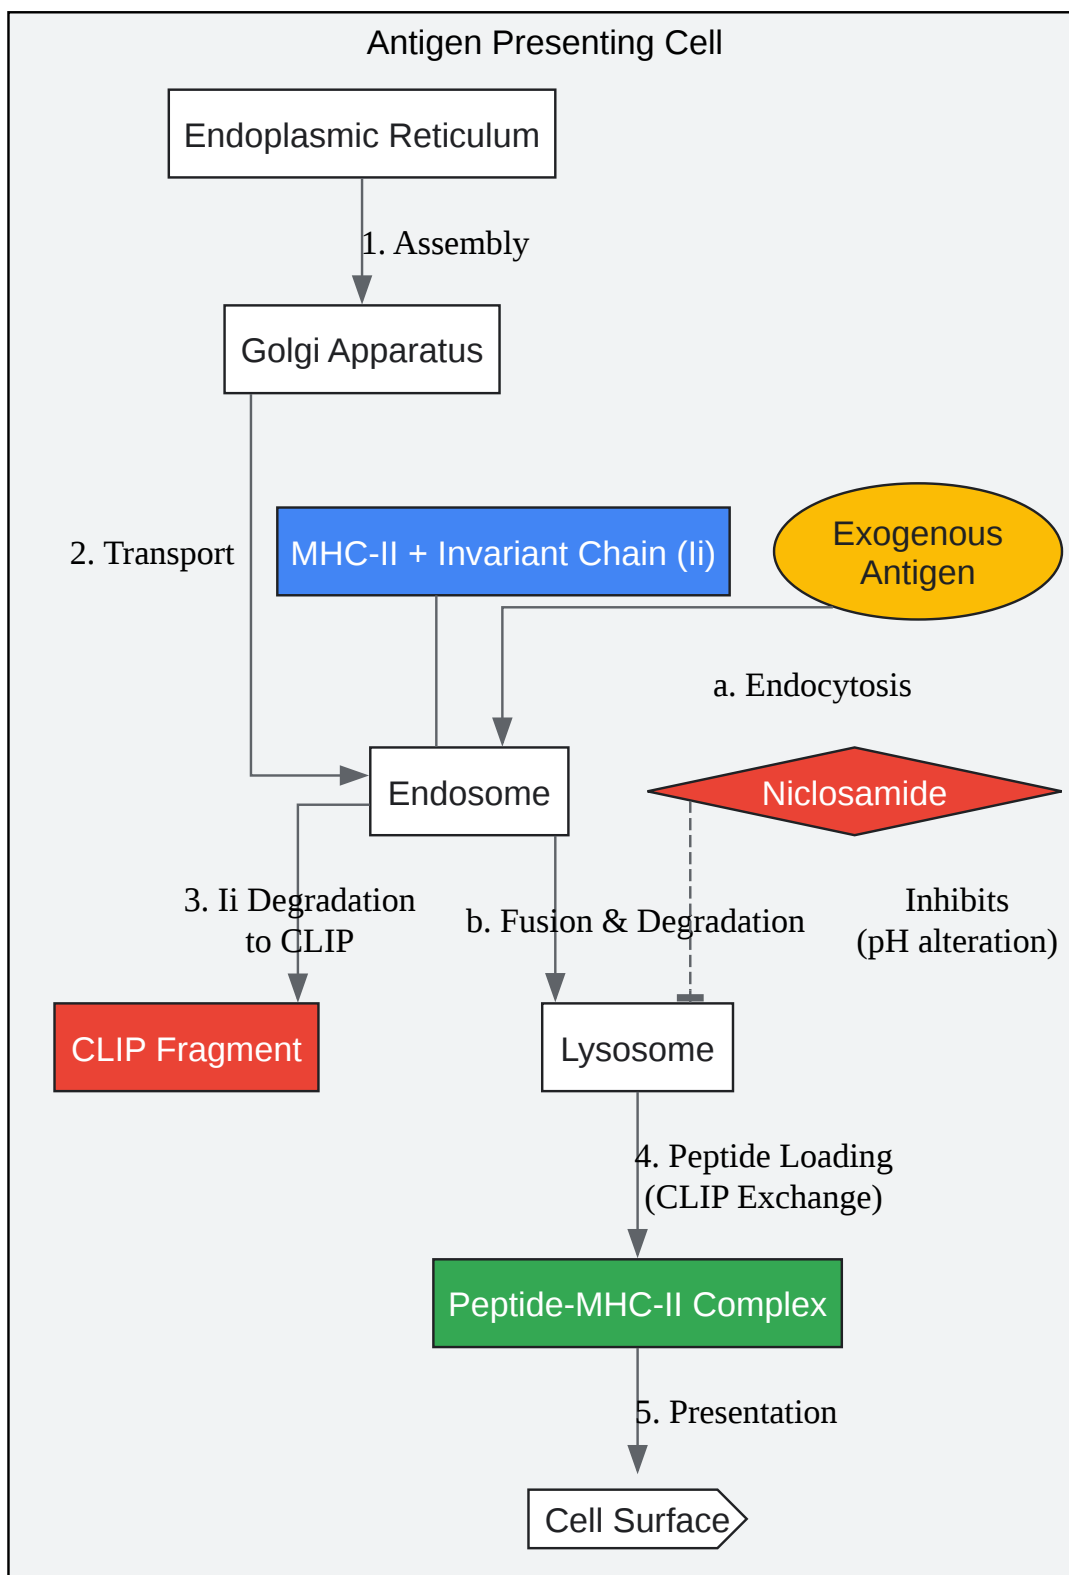 Antigen Presenting Cell
Endoplasmic Reticulum
1. Assembly
Golgi Apparatus
2. Transport
MHC-II + Invariant Chain (Ii)
Exogenous
Antigen
a. Endocytosis
Endosome
Niclosamide
3. Ii Degradation
to CLIP
b. Fusion & Degradation
Inhibits
(pH alteration)
CLIP Fragment
Lysosome
4. Peptide Loading
(CLIP Exchange)
Peptide-MHC-II Complex
5. Presentation
Cell Surface